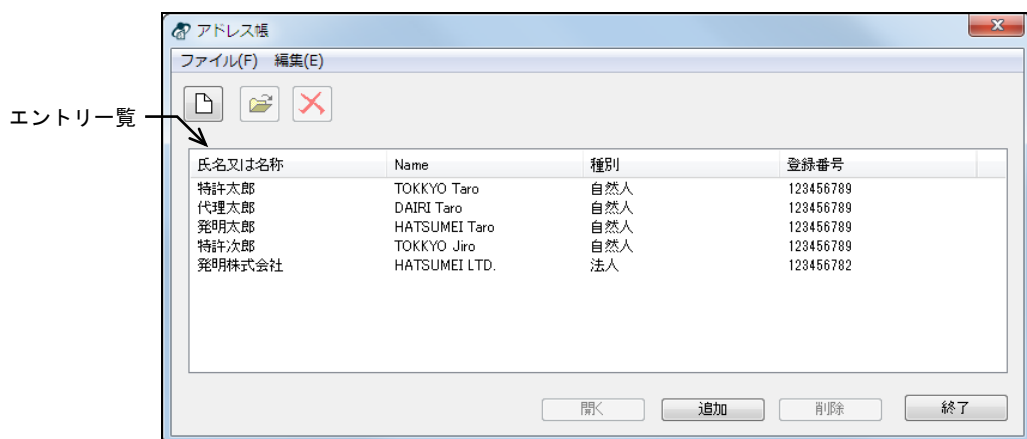 アドレス帳
ファイル(F) 編集(E)
エントリ一覧
氏名又は名称 Name 種別 登録番号
特許太郎 TOKKYO Taro 自然人 123456789
代理太郎 DAIRI Taro 自然人 123456789
発明太郎 HATSUMEI Taro 自然人 123456789
特許次郎 TOKKYO Jiro 自然人 123456789
発明株式会社 HATSUMEI LTD. 法人 123456782
開く 追加 削除 終了